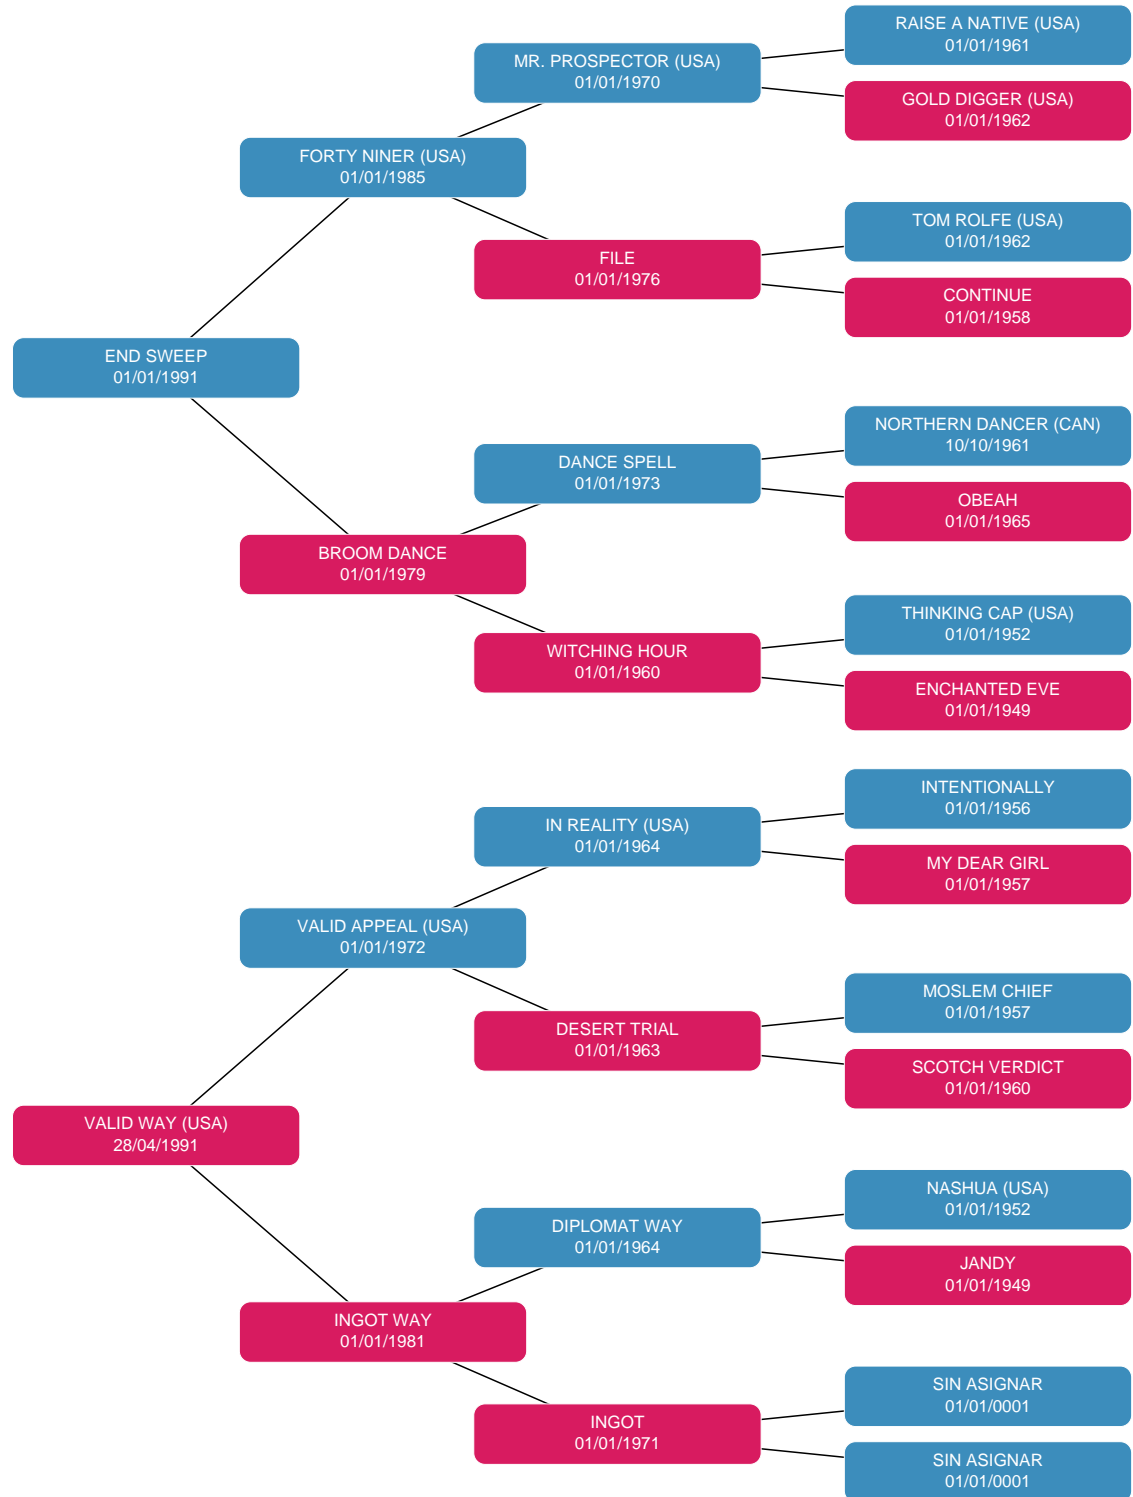 RAISE A NATIVE (USA)
01/01/1961
MR. PROSPECTOR (USA)
01/01/1970
GOLD DIGGER (USA)
01/01/1962
FORTY NINER (USA)
01/01/1985
TOM ROLFE (USA)
01/01/1962
FILE
01/01/1976
CONTINUE
01/01/1958
END SWEEP
01/01/1991
NORTHERN DANCER (CAN)
10/10/1961
DANCE SPELL
01/01/1973
OBEAH
01/01/1965
BROOM DANCE
01/01/1979
THINKING CAP (USA)
01/01/1952
WITCHING HOUR
01/01/1960
ENCHANTED EVE
01/01/1949
INTENTIONALLY
01/01/1956
IN REALITY (USA)
01/01/1964
MY DEAR GIRL
01/01/1957
VALID APPEAL (USA)
01/01/1972
MOSLEM CHIEF
01/01/1957
DESERT TRIAL
01/01/1963
SCOTCH VERDICT
01/01/1960
VALID WAY (USA)
28/04/1991
NASHUA (USA)
01/01/1952
DIPLOMAT WAY
01/01/1964
JANDY
01/01/1949
INGOT WAY
01/01/1981
SIN ASIGNAR
01/01/0001
INGOT
01/01/1971
SIN ASIGNAR
01/01/0001